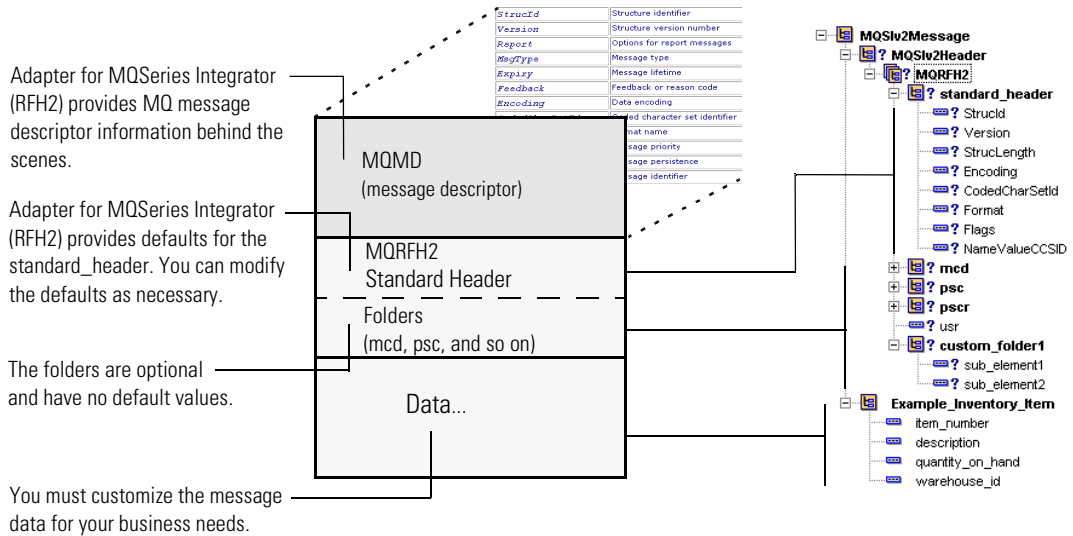 Adapter for MQSeries Integrator
(RFH2) provides MQ message
descriptor information behind the
scenes.
Adapter for MQSeries Integrator
(RFH2) provides defaults for the
standard_header. You can modify
the defaults as necessary.
The folders are optional
and have no default values.
You must customize the message
data for your business needs.
StrucId Structure identifier
Version Structure version number
Report Options for report messages
MsgType Message type
Expiry Message lifetime
Feedback Feedback or reason code
Encoding Data encoding
character set identifier
name
priority
persistence
identifier
MQMD
(message descriptor)
MQRFH2
Standard Header
Folders
(mcd, psc, and so on)
Data...
MQSIv2Message
? MQSIv2Header
? MQRFH2
? standard_header
? StrucId
? Version
? StrucLength
? Encoding
? CodedCharSetId
? Format
? Flags
? NameValueCCSID
? mcd
? psc
? pscr
? usr
? custom_folder1
? sub_element1
? sub_element2
Example_Inventory_Item
item_number
description
quantity_on_hand
warehouse_id